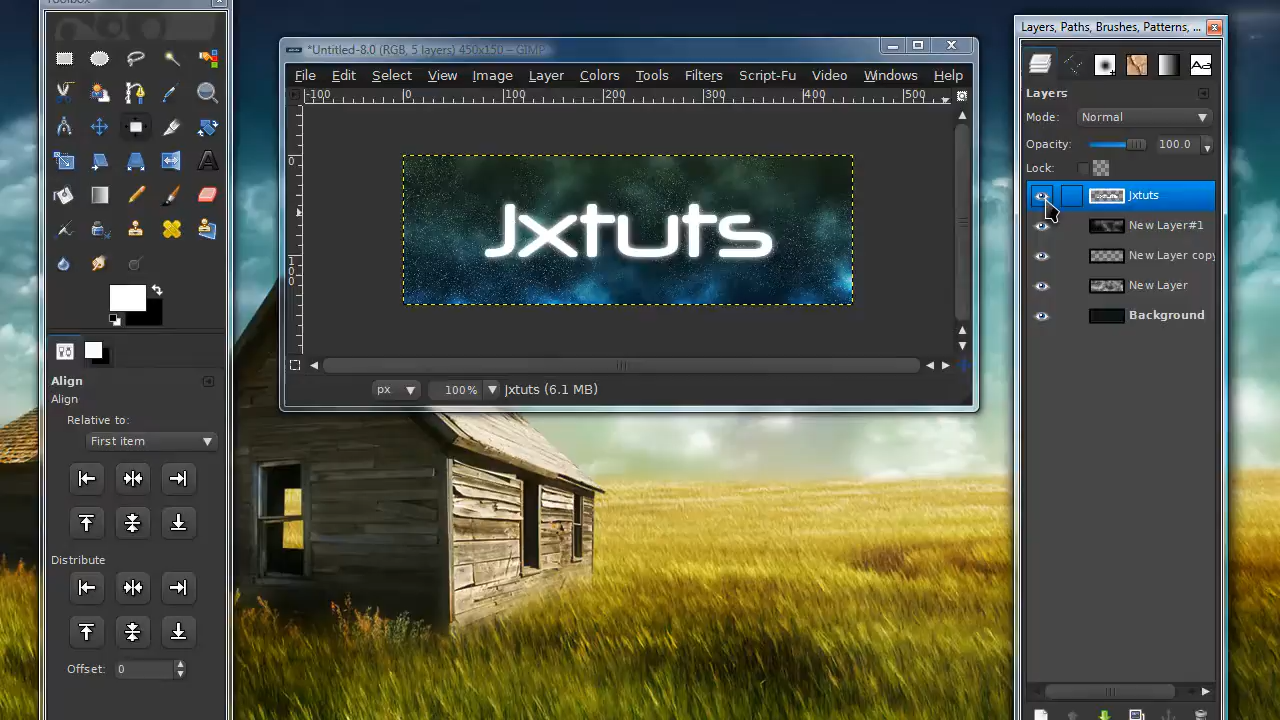 Toolbox
Align
Align
Relative to:
First item
Distribute
Offset: 0
*Untitled-8.0 (RGB, 5 layers) 450x150 – GIMP
File Edit Select View Image Layer Colors Tools Filters Script-Fu Video Windows Help
-100 0 100 200 300 400 500
0
100
Jxtuts
px 100% Jxtuts (6.1 MB)
Layers, Paths, Brushes, Patterns, ...
Aa
Layers
Mode: Normal
Opacity: 100.0
Lock:
Jxtuts
New Layer#1
New Layer copy
New Layer
Background